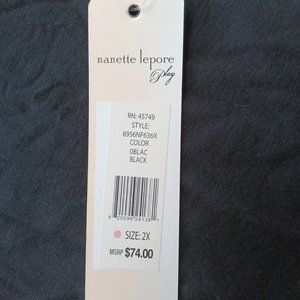 nanette lepore
Play
RN: 45749
STYLE:
8956NF636X
COLOR
0BLAC
BLACK
SIZE: 2X
MSRP $74.00